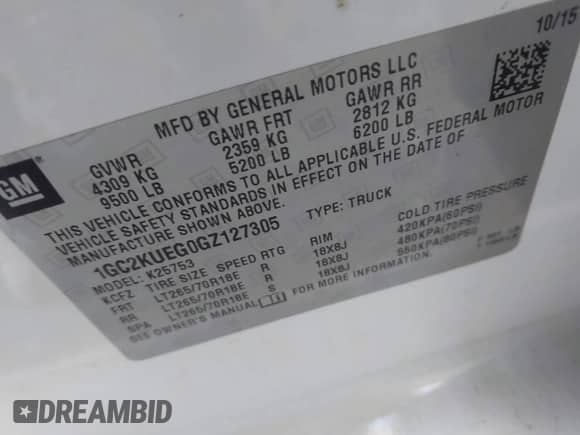 10/15
MFD BY GENERAL MOTORS LLC
GVWR GAWR FRT GAWR RR
4309 KG 2359 KG 2812 KG
9500 LB 5200 LB 6200 LB
GM
THIS VEHICLE CONFORMS TO ALL APPLICABLE U.S. FEDERAL MOTOR
VEHICLE SAFETY STANDARDS IN EFFECT ON THE DATE OF
MANUFACTURE SHOWN ABOVE.
1GC2KUEG0GZ127305 TYPE: TRUCK
MODEL: K25753
KCFZ TIRE SIZE SPEED RTG RIM COLD TIRE PRESSURE
FRT LT265/70R18E R 18X8J 420KPA(60PSI)
RR LT265/70R18E R 18X8J 480KPA(70PSI)
SPA LT265/70R18E S 18X8J 550KPA(80PSI)
SEE OWNER'S MANUAL
DREAMBID